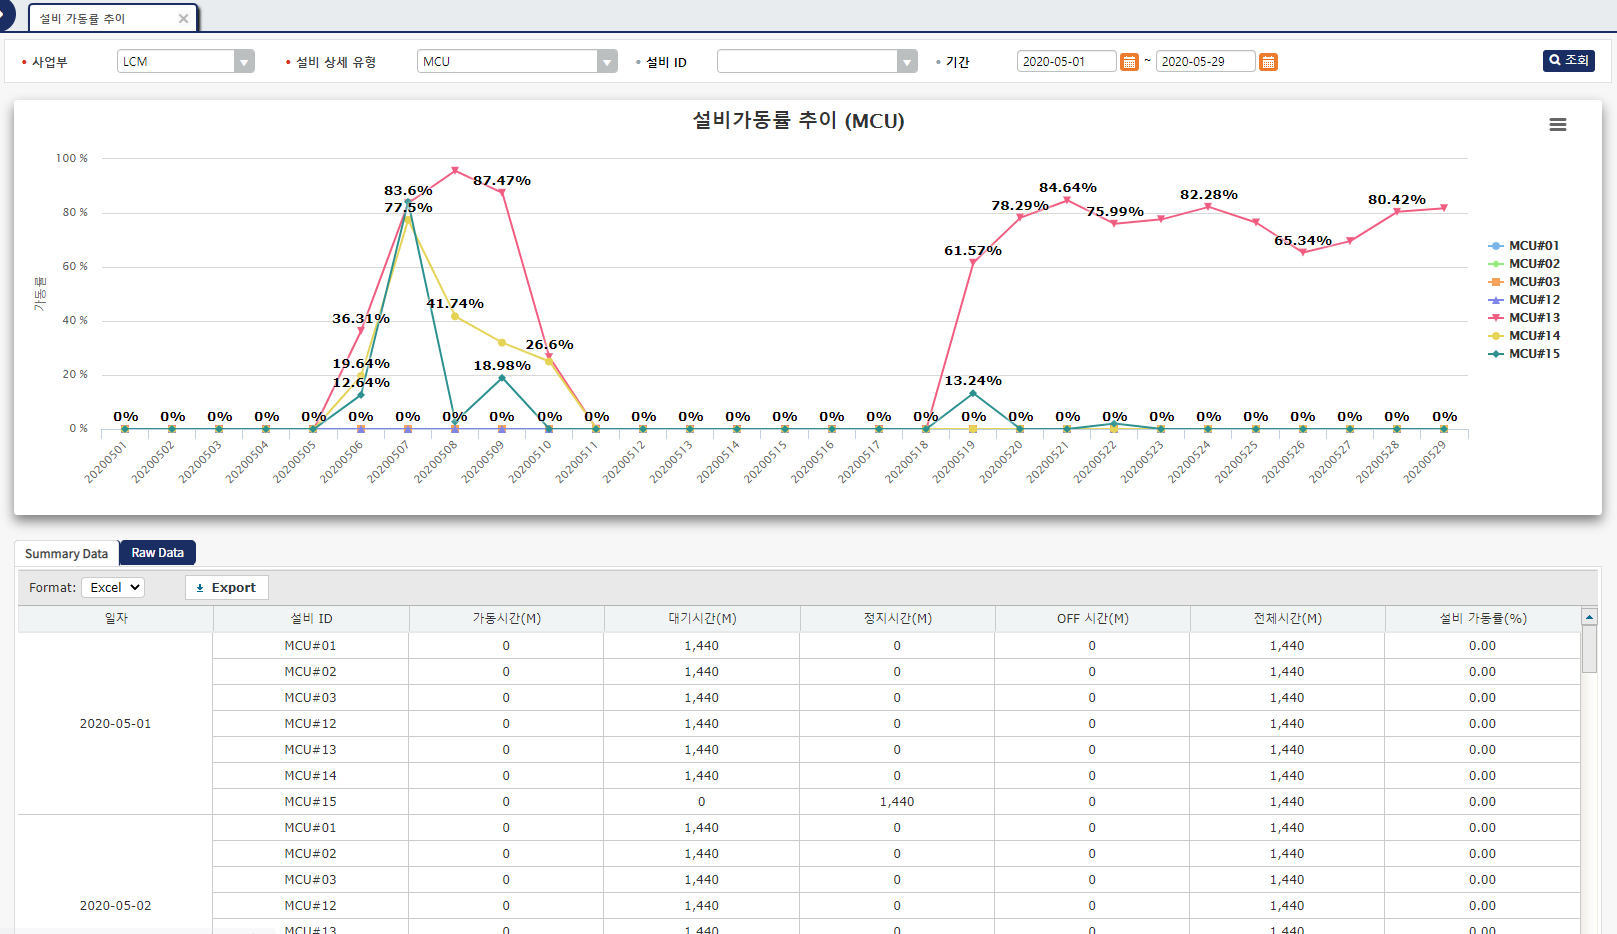 설비 가동률 추이
사업부 LCM 설비 상세 유형 MCU 설비 ID 기간 2020-05-01 ~ 2020-05-29 조회
설비가동률 추이 (MCU)
가동률
100 %
80 %
60 %
40 %
20 %
0 %
83.6%
77.5%
87.47%
36.31%
41.74%
19.64%
12.64%
18.98%
26.6%
61.57%
78.29%
84.64%
75.99%
82.28%
65.34%
80.42%
13.24%
0% 0% 0% 0% 0% 0% 0% 0% 0% 0% 0% 0% 0% 0% 0% 0% 0% 0% 0% 0% 0% 0% 0% 0% 0% 0% 0% 0% 0%
20200501 20200502 20200503 20200504 20200505 20200506 20200507 20200508 20200509 20200510 20200511 20200512 20200513 20200514 20200515 20200516 20200517 20200518 20200519 20200520 20200521 20200522 20200523 20200524 20200525 20200526 20200527 20200528 20200529
MCU#01
MCU#02
MCU#03
MCU#12
MCU#13
MCU#14
MCU#15
Summary Data Raw Data
Format: Excel Export
일자 설비 ID 가동시간(M) 대기시간(M) 정지시간(M) OFF 시간(M) 전체시간(M) 설비 가동률(%)
MCU#01 0 1,440 0 0 1,440 0.00
MCU#02 0 1,440 0 0 1,440 0.00
MCU#03 0 1,440 0 0 1,440 0.00
2020-05-01 MCU#12 0 1,440 0 0 1,440 0.00
MCU#13 0 1,440 0 0 1,440 0.00
MCU#14 0 1,440 0 0 1,440 0.00
MCU#15 0 0 1,440 0 1,440 0.00
MCU#01 0 1,440 0 0 1,440 0.00
MCU#02 0 1,440 0 0 1,440 0.00
MCU#03 0 1,440 0 0 1,440 0.00
2020-05-02 MCU#12 0 1,440 0 0 1,440 0.00
MCU#13 0 1,440 0 0 1,440 0.00